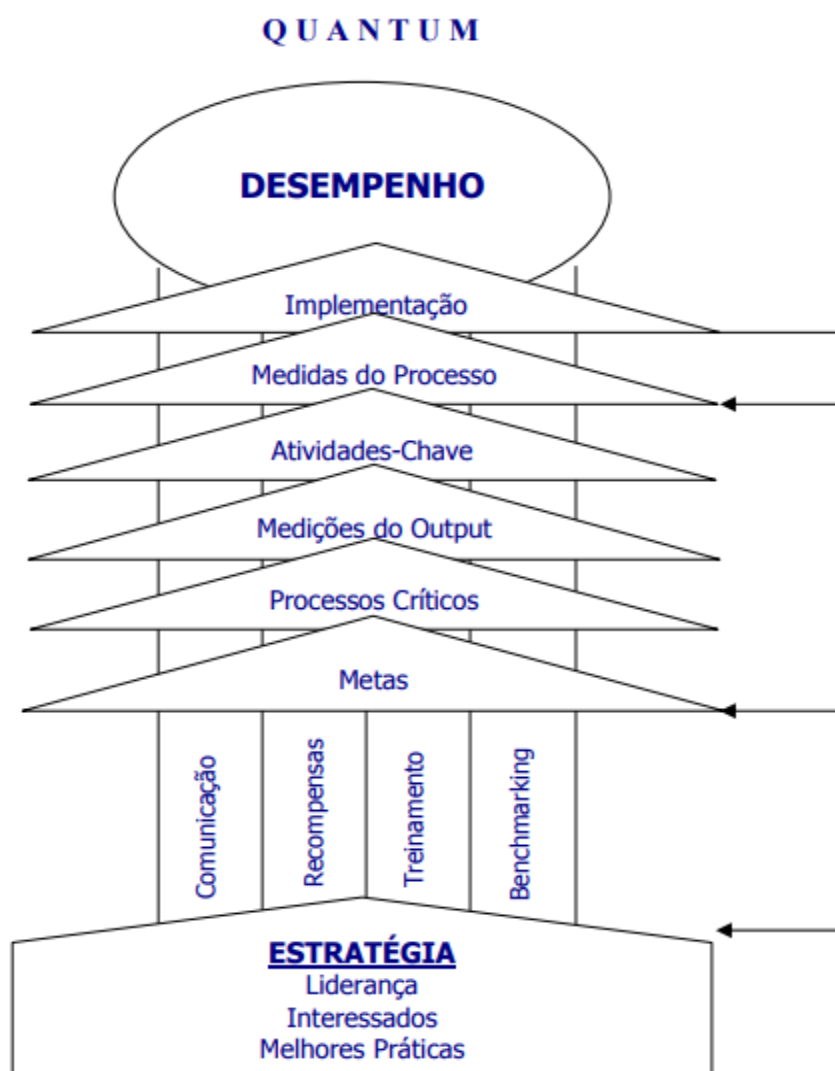 QUANTUM
DESEMPENHO
Implementação
Medidas do Processo
Atividades-Chave
Medições do Output
Processos Críticos
Metas
Comunicação
Recompensas
Treinamento
Benchmarking
ESTRATÉGIA
Liderança
Interessados
Melhores Práticas